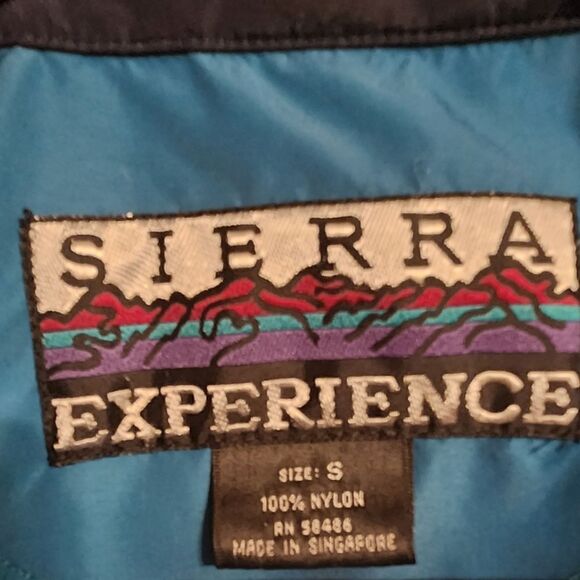 SIERRA
EXPERIENCE
SIZE: S
100% NYLON
RN 58486
MADE IN SINGAPORE